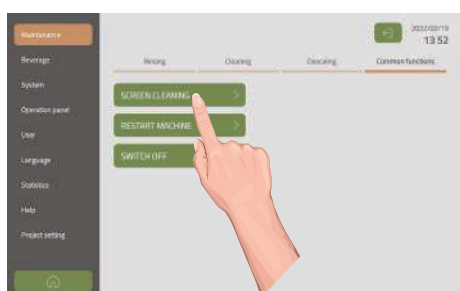 Maintenance
2022/02/19
13 52
Beverage
Rinsing
Cleaning
Descaling
Common functions
System
SCREEN CLEANING
Operation panel
RESTART MACHINE
User
SWITCH OFF
Language
Statistics
Help
Project setting